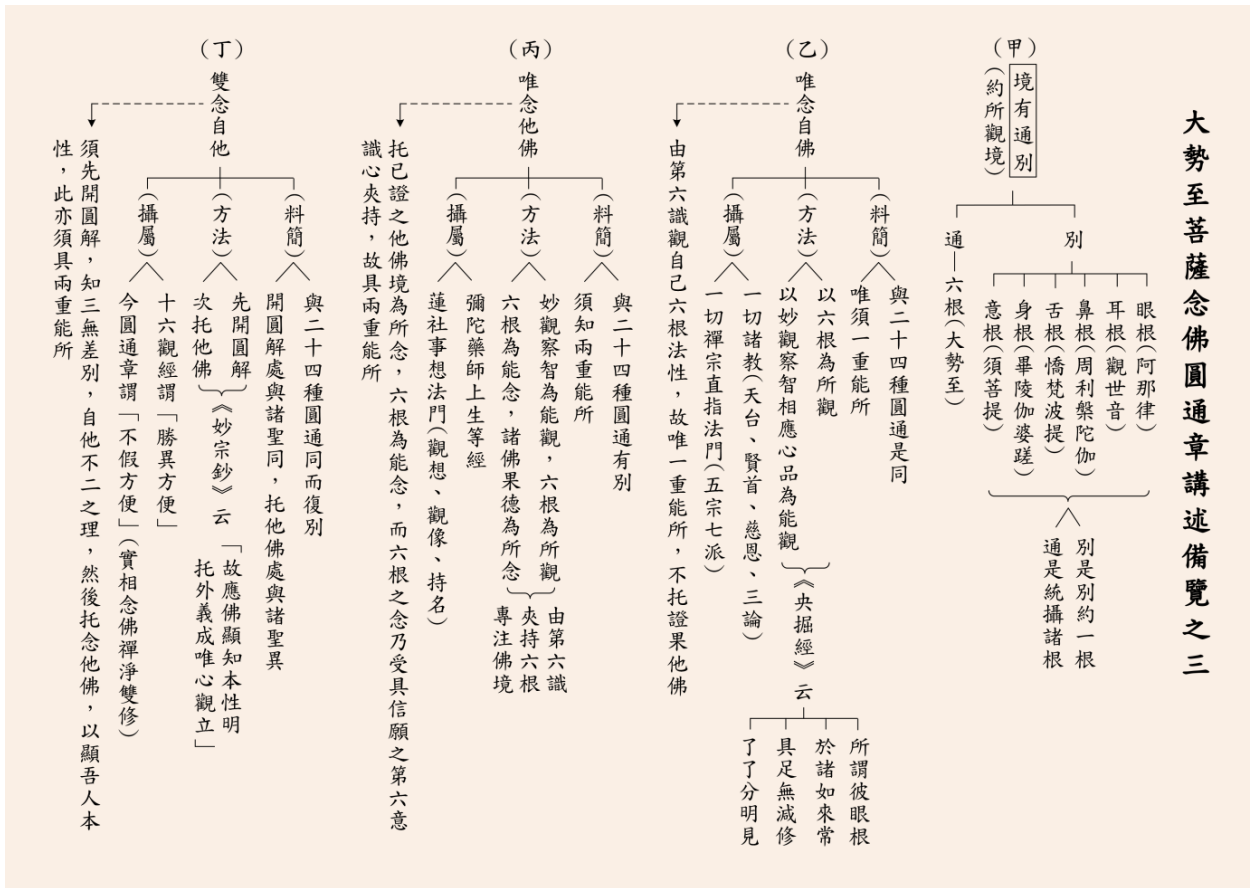 大勢至菩薩念佛圓通章講述備覽之三
（甲）
境有通別
（約所觀境）
別
眼根（阿那律）
耳根（觀世音）
鼻根（周利槃陀伽）
舌根（憍梵波提）
身根（畢陵伽婆蹉）
意根（須菩提）
別是別約一根
通是統攝諸根
通
六根（大勢至）
（乙）
唯念自佛
（料簡）
與二十四種圓通是同
唯須一重能所
（方法）
以六根為所觀
以妙觀察智相應心品為能觀
《央掘經》云
所謂彼眼根
於諸如來常
具足無減修
了了分明見
（攝屬）
一切諸教（天台、賢首、慈恩、三論）
一切禪宗直指法門（五宗七派）
由第六識觀自己六根法性，故唯一重能所，不托證果他佛
（丙）
唯念他佛
（料簡）
與二十四種圓通有別
須知兩重能所
（方法）
妙觀察智為能觀，六根為所觀
六根為能念，諸佛果德為所念
由第六識
夾持六根
專注佛境
（攝屬）
彌陀藥師上生等經
蓮社事想法門（觀想、觀像、持名）
托已證之他佛境為所念，六根為能念，而六根之念乃受具信願之第六意
識心夾持，故具兩重能所
（丁）
雙念自他
（料簡）
與二十四種圓通同而復別
開圓解處與諸聖同，托他佛處與諸聖異
（方法）
先開圓解
次托他佛
《妙宗鈔》云
「故應佛顯知本性明
托外義成唯心觀立」
（攝屬）
十六觀經謂「勝異方便」
今圓通章謂「不假方便」（實相念佛禪淨雙修）
須先開圓解，知三無差別，自他不二之理，然後托念他佛，以顯吾人本
性，此亦須具兩重能所